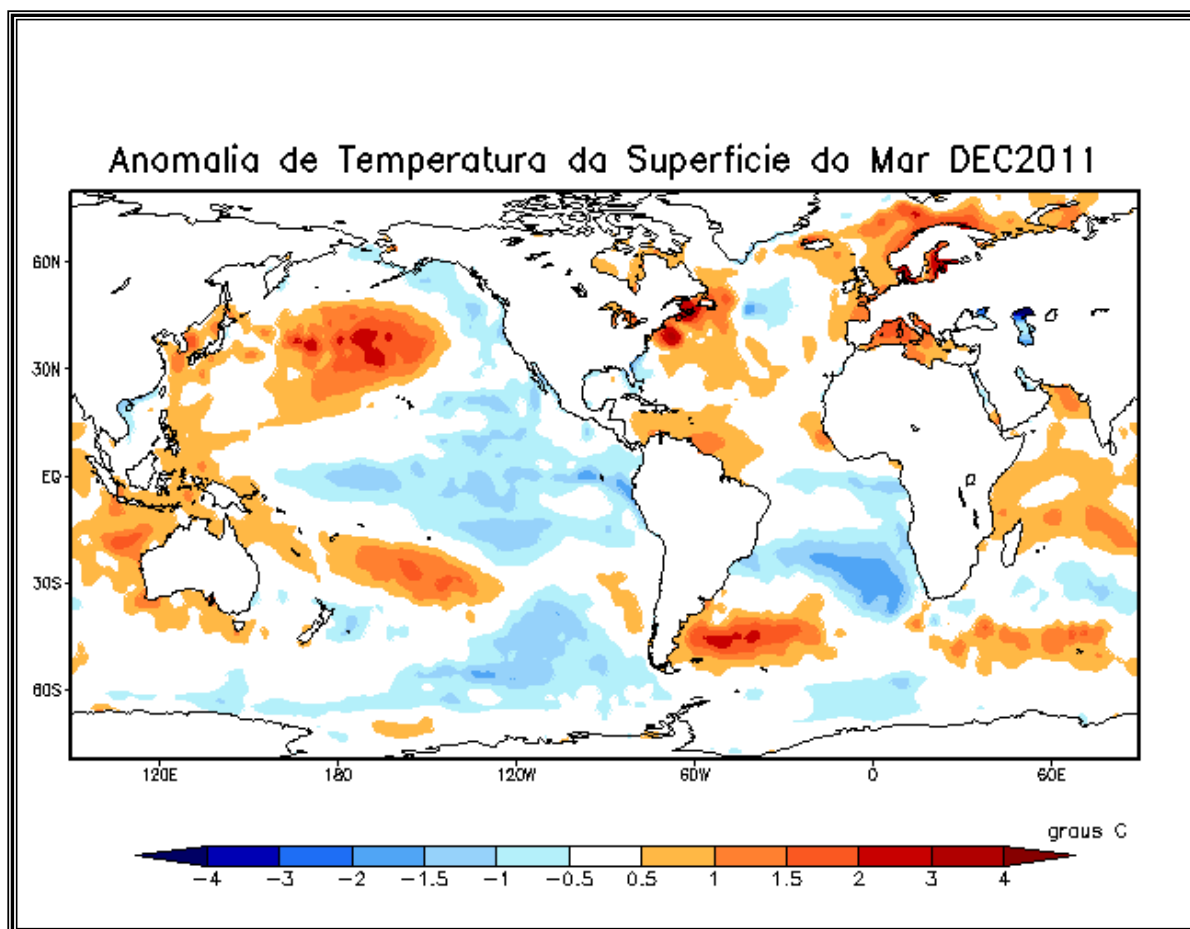 Anomalia de Temperatura da Superficie do Mar DEC2011
60N
30N
EQ
30S
60S
120E 180 120W 60W 0 60E
graus C
-4 -3 -2 -1.5 -1 -0.5 0.5 1 1.5 2 3 4